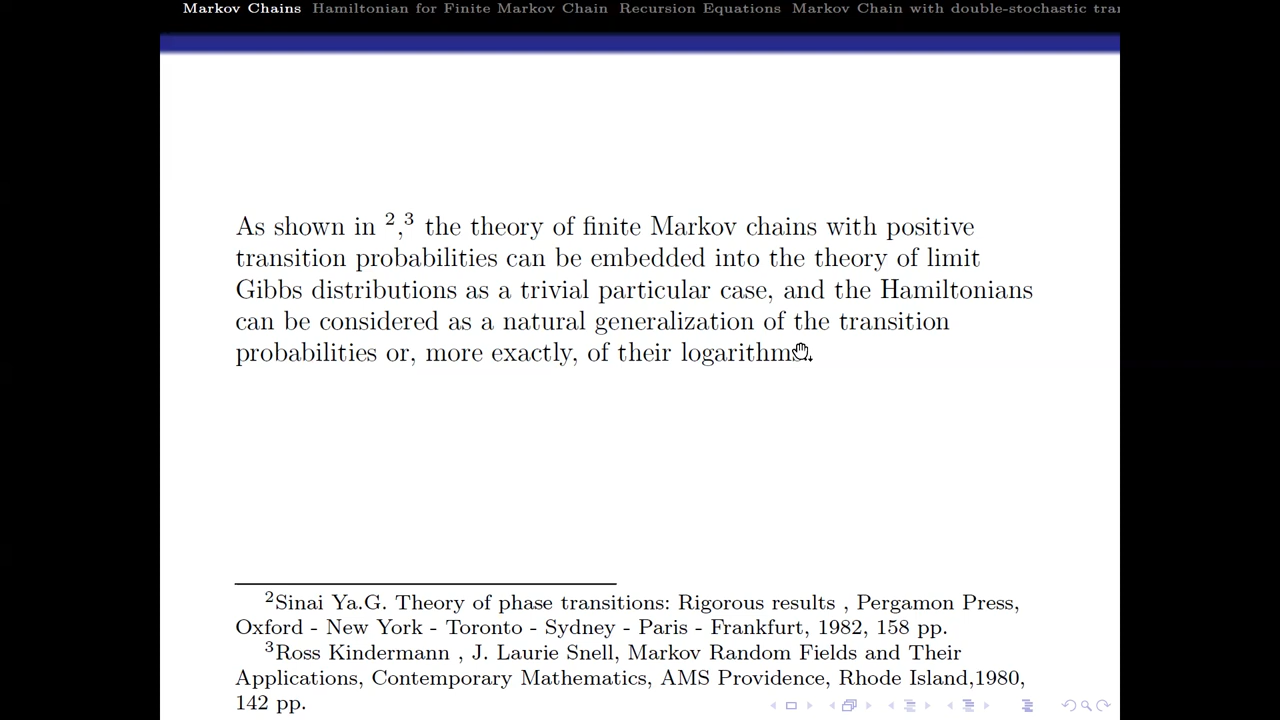 Markov Chains Hamiltonian for Finite Markov Chain Recursion Equations Markov Chain with double-stochastic
As shown in ²,³ the theory of finite Markov chains with positive
transition probabilities can be embedded into the theory of limit
Gibbs distributions as a trivial particular case, and the Hamiltonians
can be considered as a natural generalization of the transition
probabilities or, more exactly, of their logarithms.
²Sinai Ya.G. Theory of phase transitions: Rigorous results , Pergamon Press,
Oxford - New York - Toronto - Sydney - Paris - Frankfurt, 1982, 158 pp.
³Ross Kindermann , J. Laurie Snell, Markov Random Fields and Their
Applications, Contemporary Mathematics, AMS Providence, Rhode Island,1980,
142 pp.